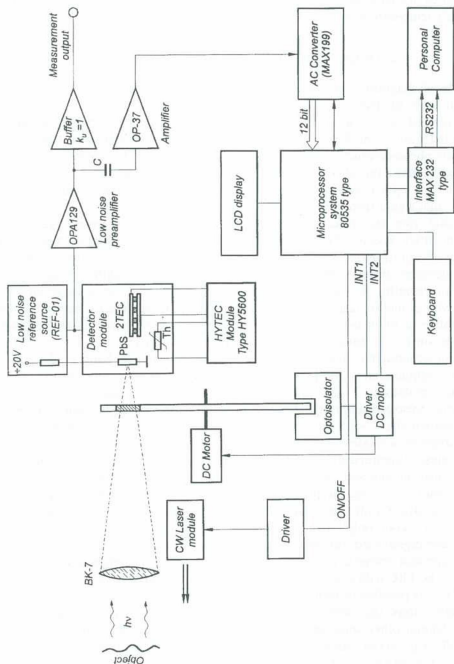 Object
hν
BK-7
+20V
Low noise
reference
source
(REF-01)
PbS
Detector
module
2TEC
Th
HYTEC
Module
Type HY5600
OPA129
Low noise
preamplifier
Buffer
ku =1
Measurement
output
C
OP-37
Amplifier
CW Laser
module
DC Motor
Optoisolator
Driver
ON/OFF
Driver
DC motor
INT1
INT2
LCD display
Microprocessor
system
80535 type
12 bit
AC Converter
(MAX199)
Keyboard
Interface
MAX 232
type
RS232
Personal
Computer